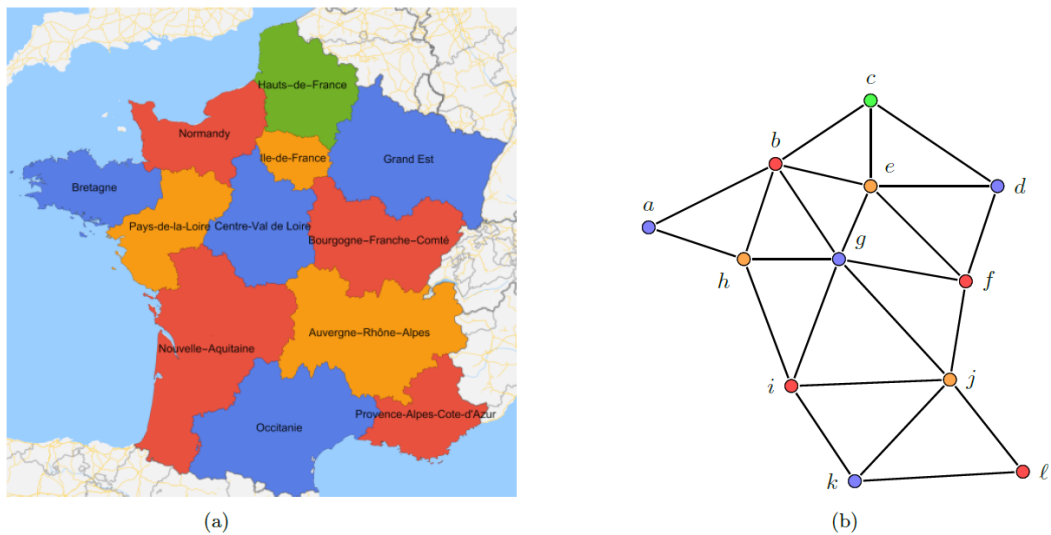 Hauts-de-France
Normandy
Ile-de-France
Grand Est
Bretagne
Pays-de-la-Loire
Centre-Val de Loire
Bourgogne-Franche-Comté
Auvergne-Rhône-Alpes
Nouvelle-Aquitaine
Provence-Alpes-Cote-d'Azur
Occitanie
(a)
c
b
e
d
a
g
h
f
i
j
k
ℓ
(b)